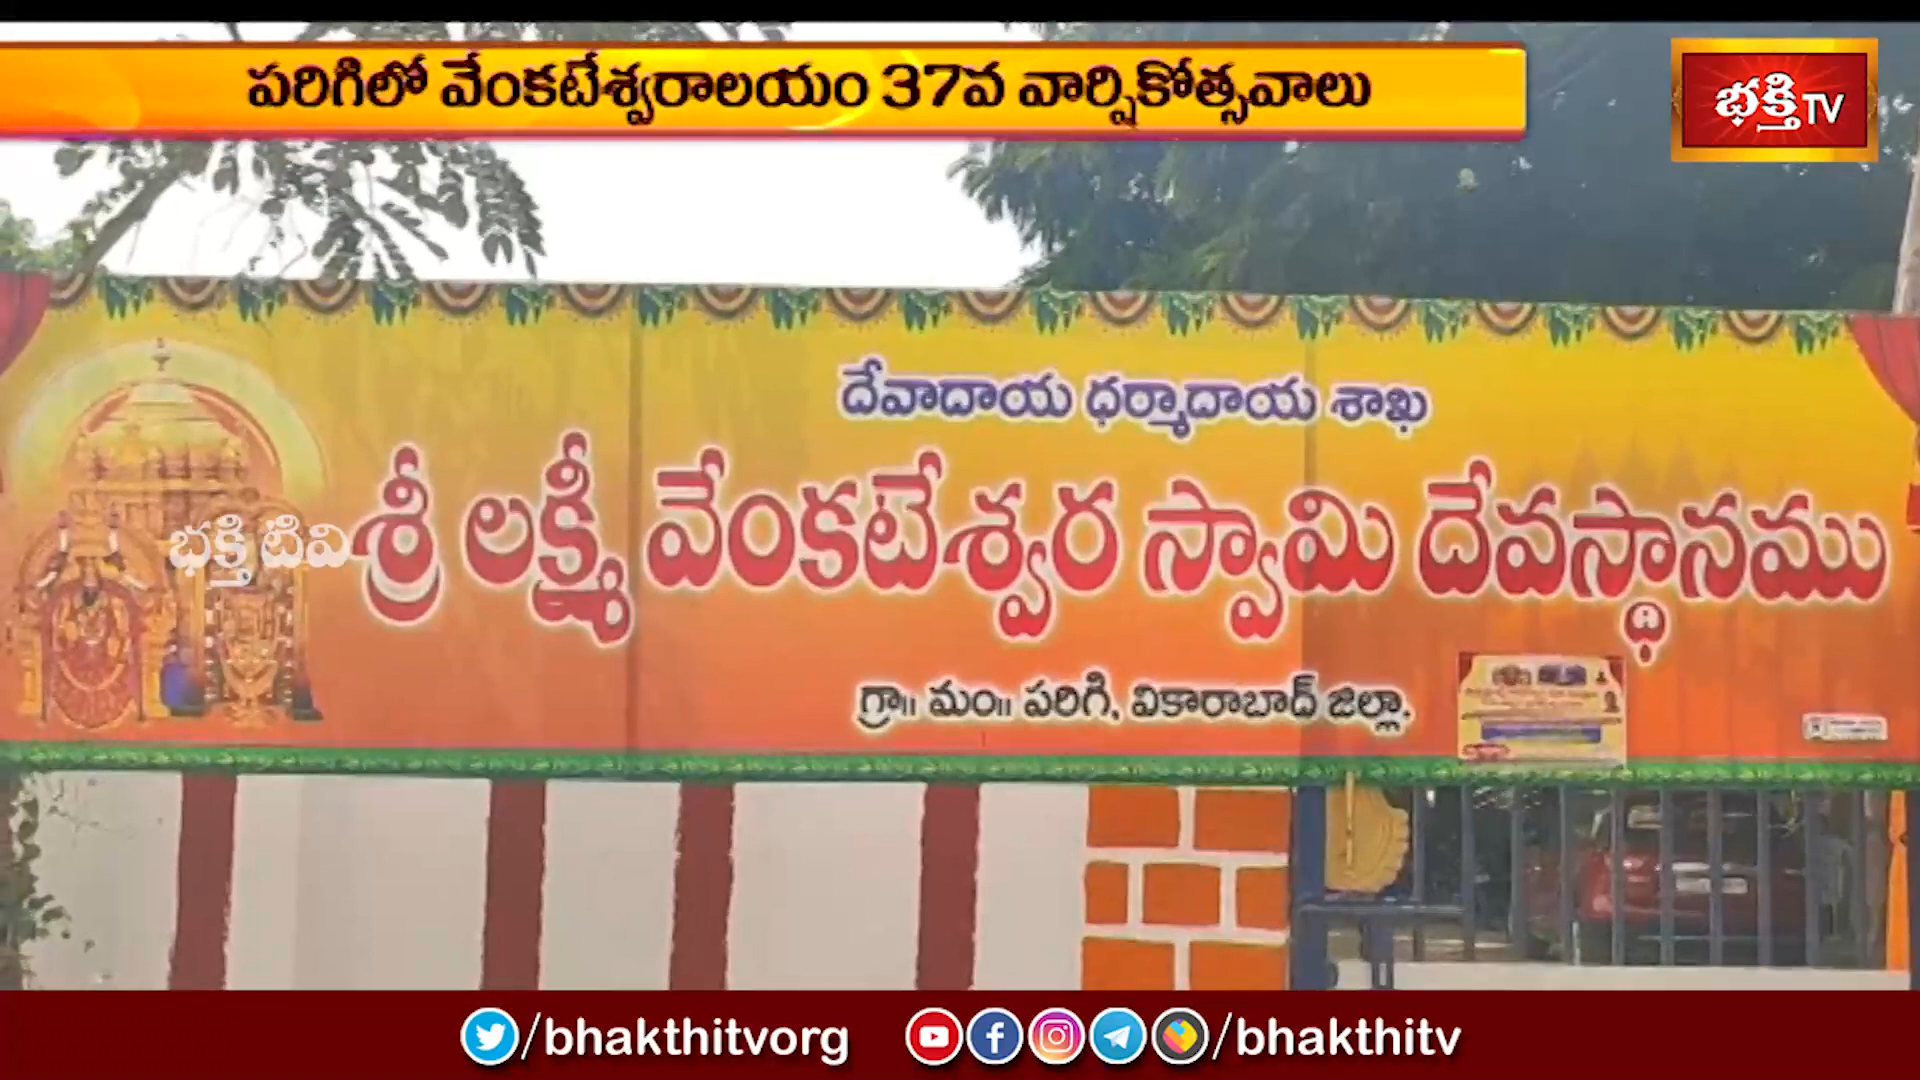 పరిగిలో వేంకటేశ్వరాలయం 37వ వార్షికోత్సవాలు
భక్తి TV
దేవాదాయ ధర్మాదాయ శాఖ
శ్రీ లక్ష్మీ వేంకటేశ్వర స్వామి దేవస్థానము
భక్తి టివి
గ్రా॥ మం॥ పరిగి, వికారాబాద్ జిల్లా.
/bhakthitvorg /bhakthitv